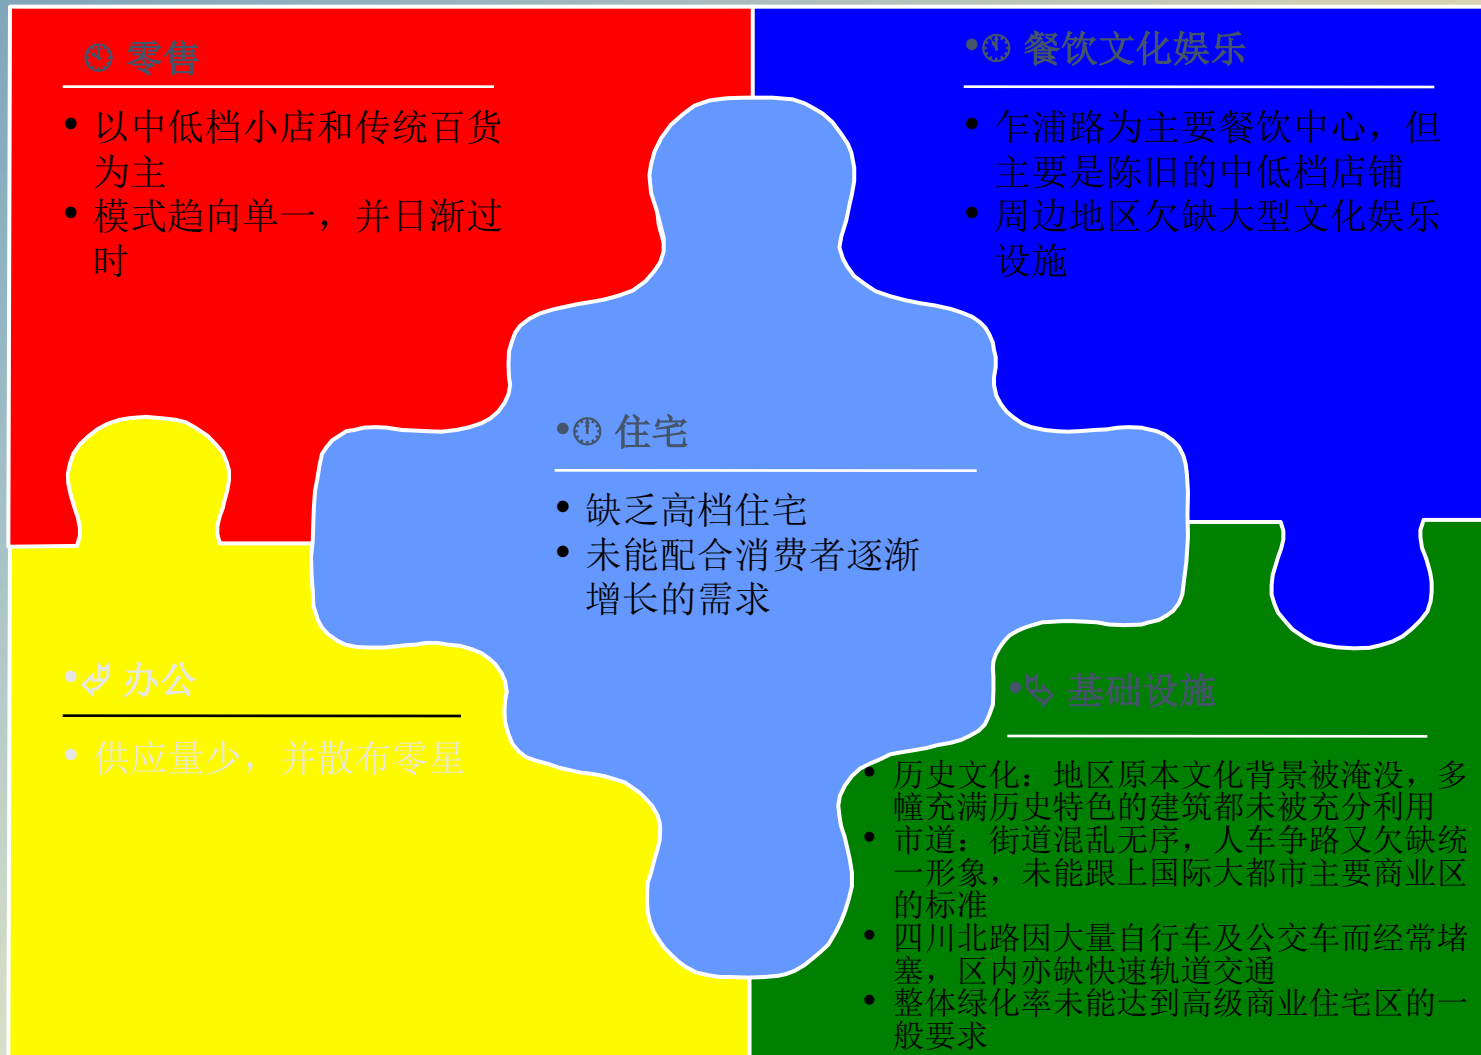 零售
• 以中低档小店和传统百货
为主
• 模式趋向单一，并日渐过
时
• 餐饮文化娱乐
• 乍浦路为主要餐饮中心，但
主要是陈旧的中低档店铺
• 周边地区欠缺大型文化娱乐
设施
• 住宅
• 缺乏高档住宅
• 未能配合消费者逐渐
增长的需求
• 办公
• 供应量少，并散布零星
• 基础设施
• 历史文化：地区原本文化背景被淹没，多
幢充满历史特色的建筑都未被充分利用
• 市道：街道混乱无序，人车争路又欠缺统
一形象，未能跟上国际大都市主要商业区
的标准
• 四川北路因大量自行车及公交车而经常堵
塞，区内亦缺快速轨道交通
• 整体绿化率未能达到高级商业住宅区的一
般要求